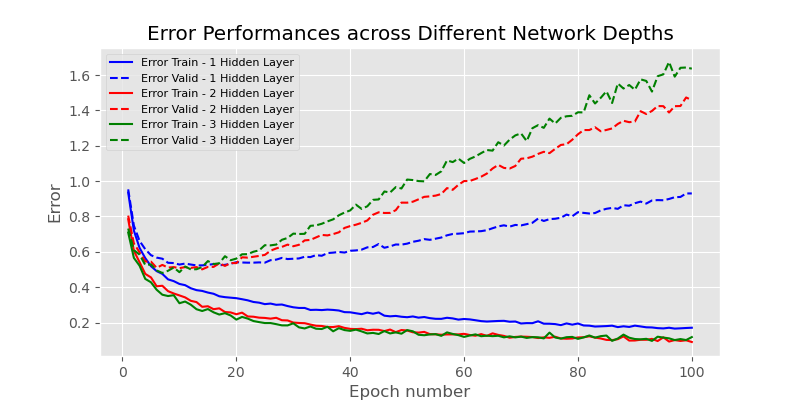 Error Performances across Different Network Depths
Error Train - 1 Hidden Layer
Error Valid - 1 Hidden Layer
Error Train - 2 Hidden Layer
Error Valid - 2 Hidden Layer
Error Train - 3 Hidden Layer
Error Valid - 3 Hidden Layer
Error
1.6
1.4
1.2
1.0
0.8
0.6
0.4
0.2
0 20 40 60 80 100
Epoch number